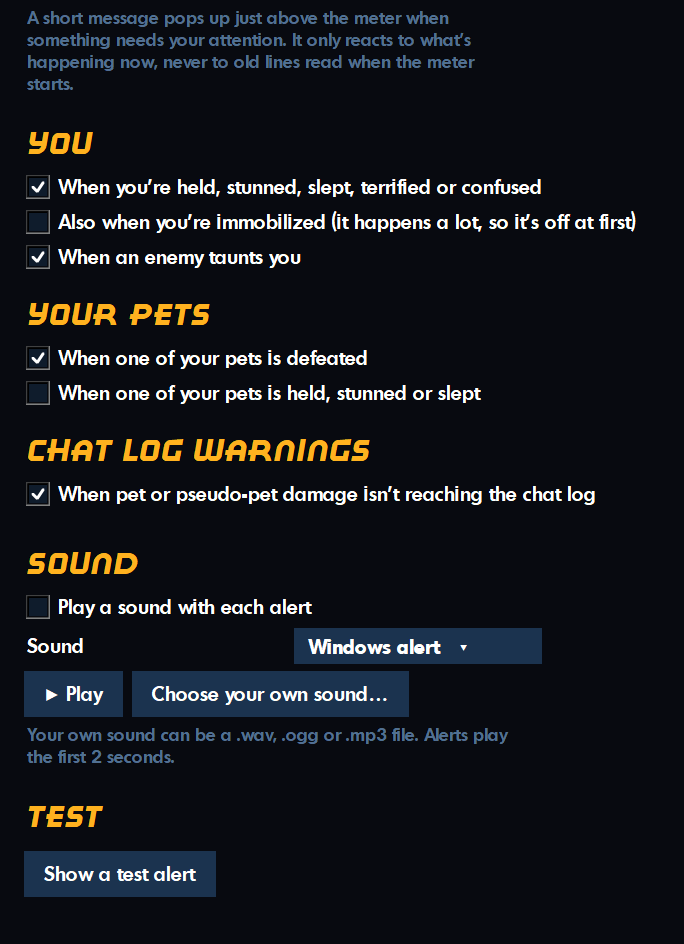 A short message pops up just above the meter when
something needs your attention. It only reacts to what's
happening now, never to old lines read when the meter
starts.
YOU
When you're held, stunned, slept, terrified or confused
Also when you're immobilized (it happens a lot, so it's off at first)
When an enemy taunts you
YOUR PETS
When one of your pets is defeated
When one of your pets is held, stunned or slept
CHAT LOG WARNINGS
When pet or pseudo-pet damage isn't reaching the chat log
SOUND
Play a sound with each alert
Sound
Windows alert ▾
▶ Play
Choose your own sound...
Your own sound can be a .wav, .ogg or .mp3 file. Alerts play
the first 2 seconds.
TEST
Show a test alert